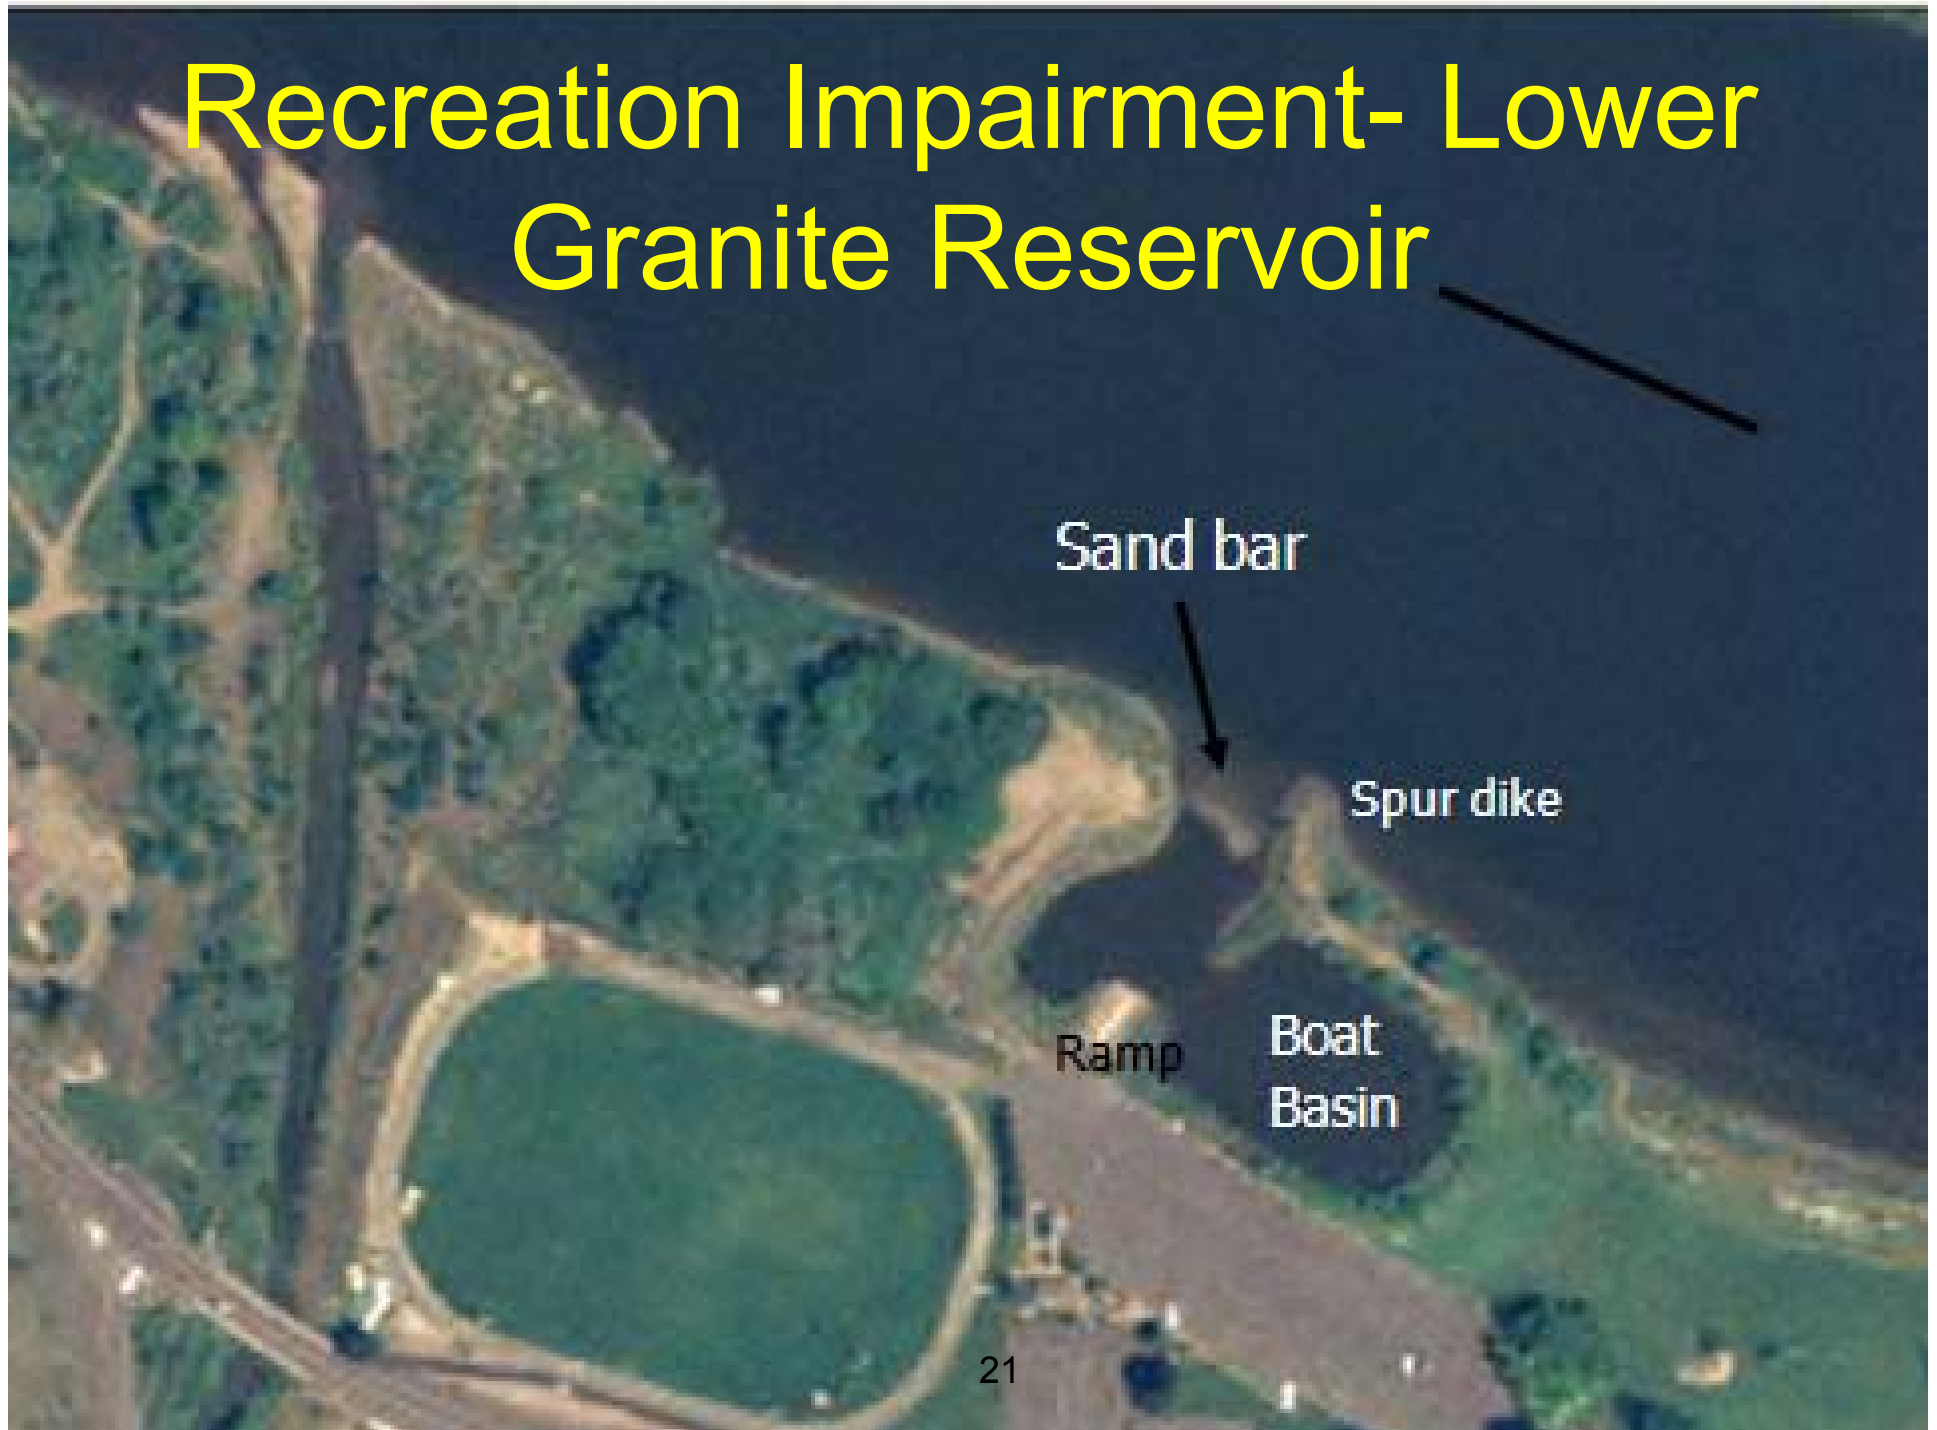 Recreation Impairment- Lower
Granite Reservoir
Sand bar
Spur dike
Ramp
Boat
Basin
21